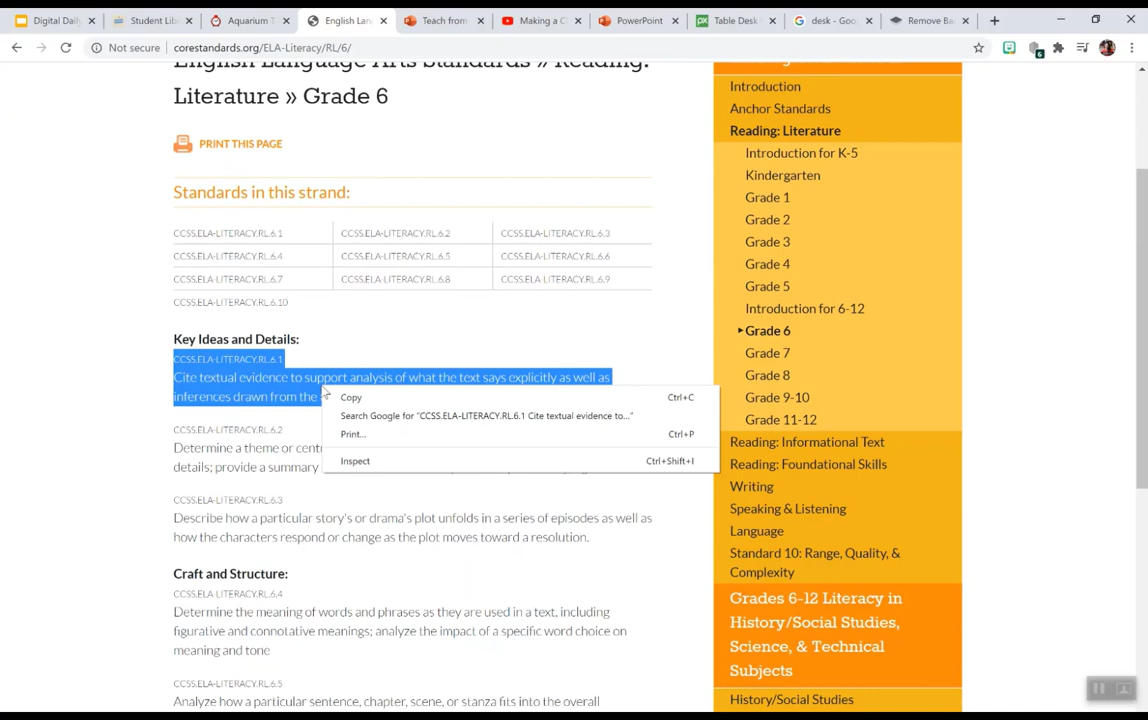 Digital Daily
Student Libr
Aquarium T
English Lan
Teach from
Making a C
PowerPoint
Table Desk
desk - Goo
Remove Ba
Not secure
corestandards.org/ELA-Literacy/RL/6/
6
English Language Arts Standards » Reading:
Literature » Grade 6
PRINT THIS PAGE
Standards in this strand:
CCSS.ELA-LITERACY.RL.6.1
CCSS.ELA-LITERACY.RL.6.2
CCSS.ELA-LITERACY.RL.6.3
CCSS.ELA-LITERACY.RL.6.4
CCSS.ELA-LITERACY.RL.6.5
CCSS.ELA-LITERACY.RL.6.6
CCSS.ELA-LITERACY.RL.6.7
CCSS.ELA-LITERACY.RL.6.8
CCSS.ELA-LITERACY.RL.6.9
CCSS.ELA-LITERACY.RL.6.10
Key Ideas and Details:
CCSS.ELA-LITERACY.RL.6.1
Cite textual evidence to support analysis of what the text says explicitly as well as
inferences drawn from the
Copy Ctrl+C
Search Google for "CCSS.ELA-LITERACY.RL.6.1 Cite textual evidence to..."
Print... Ctrl+P
Inspect Ctrl+Shift+I
CCSS.ELA-LITERACY.RL.6.2
Determine a theme or centr
details; provide a summary
CCSS.ELA-LITERACY.RL.6.3
Describe how a particular story's or drama's plot unfolds in a series of episodes as well as
how the characters respond or change as the plot moves toward a resolution.
Craft and Structure:
CCSS.ELA-LITERACY.RL.6.4
Determine the meaning of words and phrases as they are used in a text, including
figurative and connotative meanings; analyze the impact of a specific word choice on
meaning and tone
CCSS.ELA-LITERACY.RL.6.5
Analyze how a particular sentence, chapter, scene, or stanza fits into the overall
Introduction
Anchor Standards
Reading: Literature
Introduction for K-5
Kindergarten
Grade 1
Grade 2
Grade 3
Grade 4
Grade 5
Introduction for 6-12
Grade 6
Grade 7
Grade 8
Grade 9-10
Grade 11-12
Reading: Informational Text
Reading: Foundational Skills
Writing
Speaking & Listening
Language
Standard 10: Range, Quality, &
Complexity
Grades 6-12 Literacy in
History/Social Studies,
Science, & Technical
Subjects
History/Social Studies